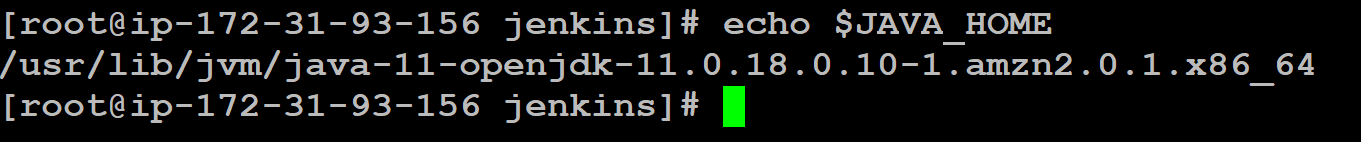 [root@ip-172-31-93-156 jenkins]# echo $JAVA_HOME
/usr/lib/jvm/java-11-openjdk-11.0.18.0.10-1.amzn2.0.1.x86_64
[root@ip-172-31-93-156 jenkins]#